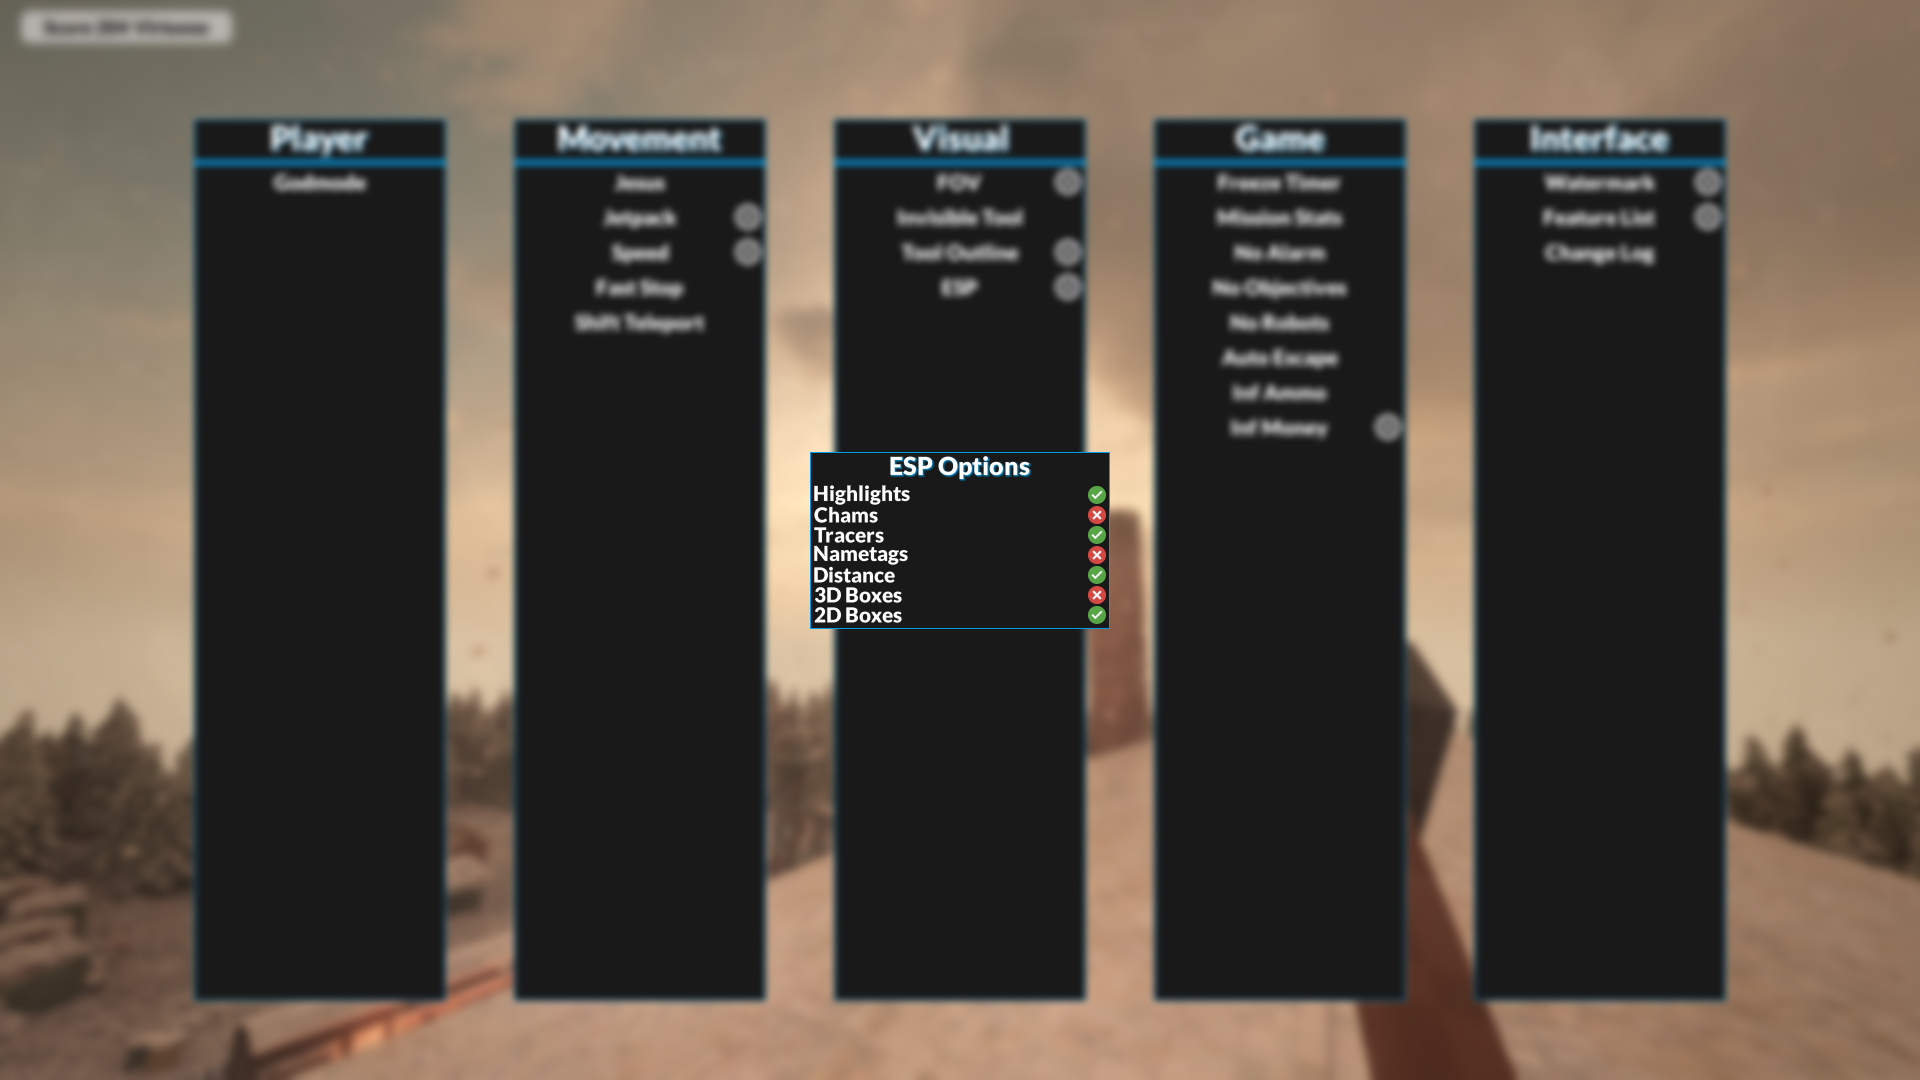 Player
Godmode
Movement
Jesus
Jetpack
Speed
Fast Stop
Shift Teleport
Visual
FOV
Invisible Tool
Tool Outline
ESP
Game
Freeze Timer
Mission Stats
No Alarm
No Objectives
No Robots
Auto Escape
Inf Ammo
Inf Money
Interface
Watermark
Feature List
Change Log
ESP Options
Highlights
Chams
Tracers
Nametags
Distance
3D Boxes
2D Boxes